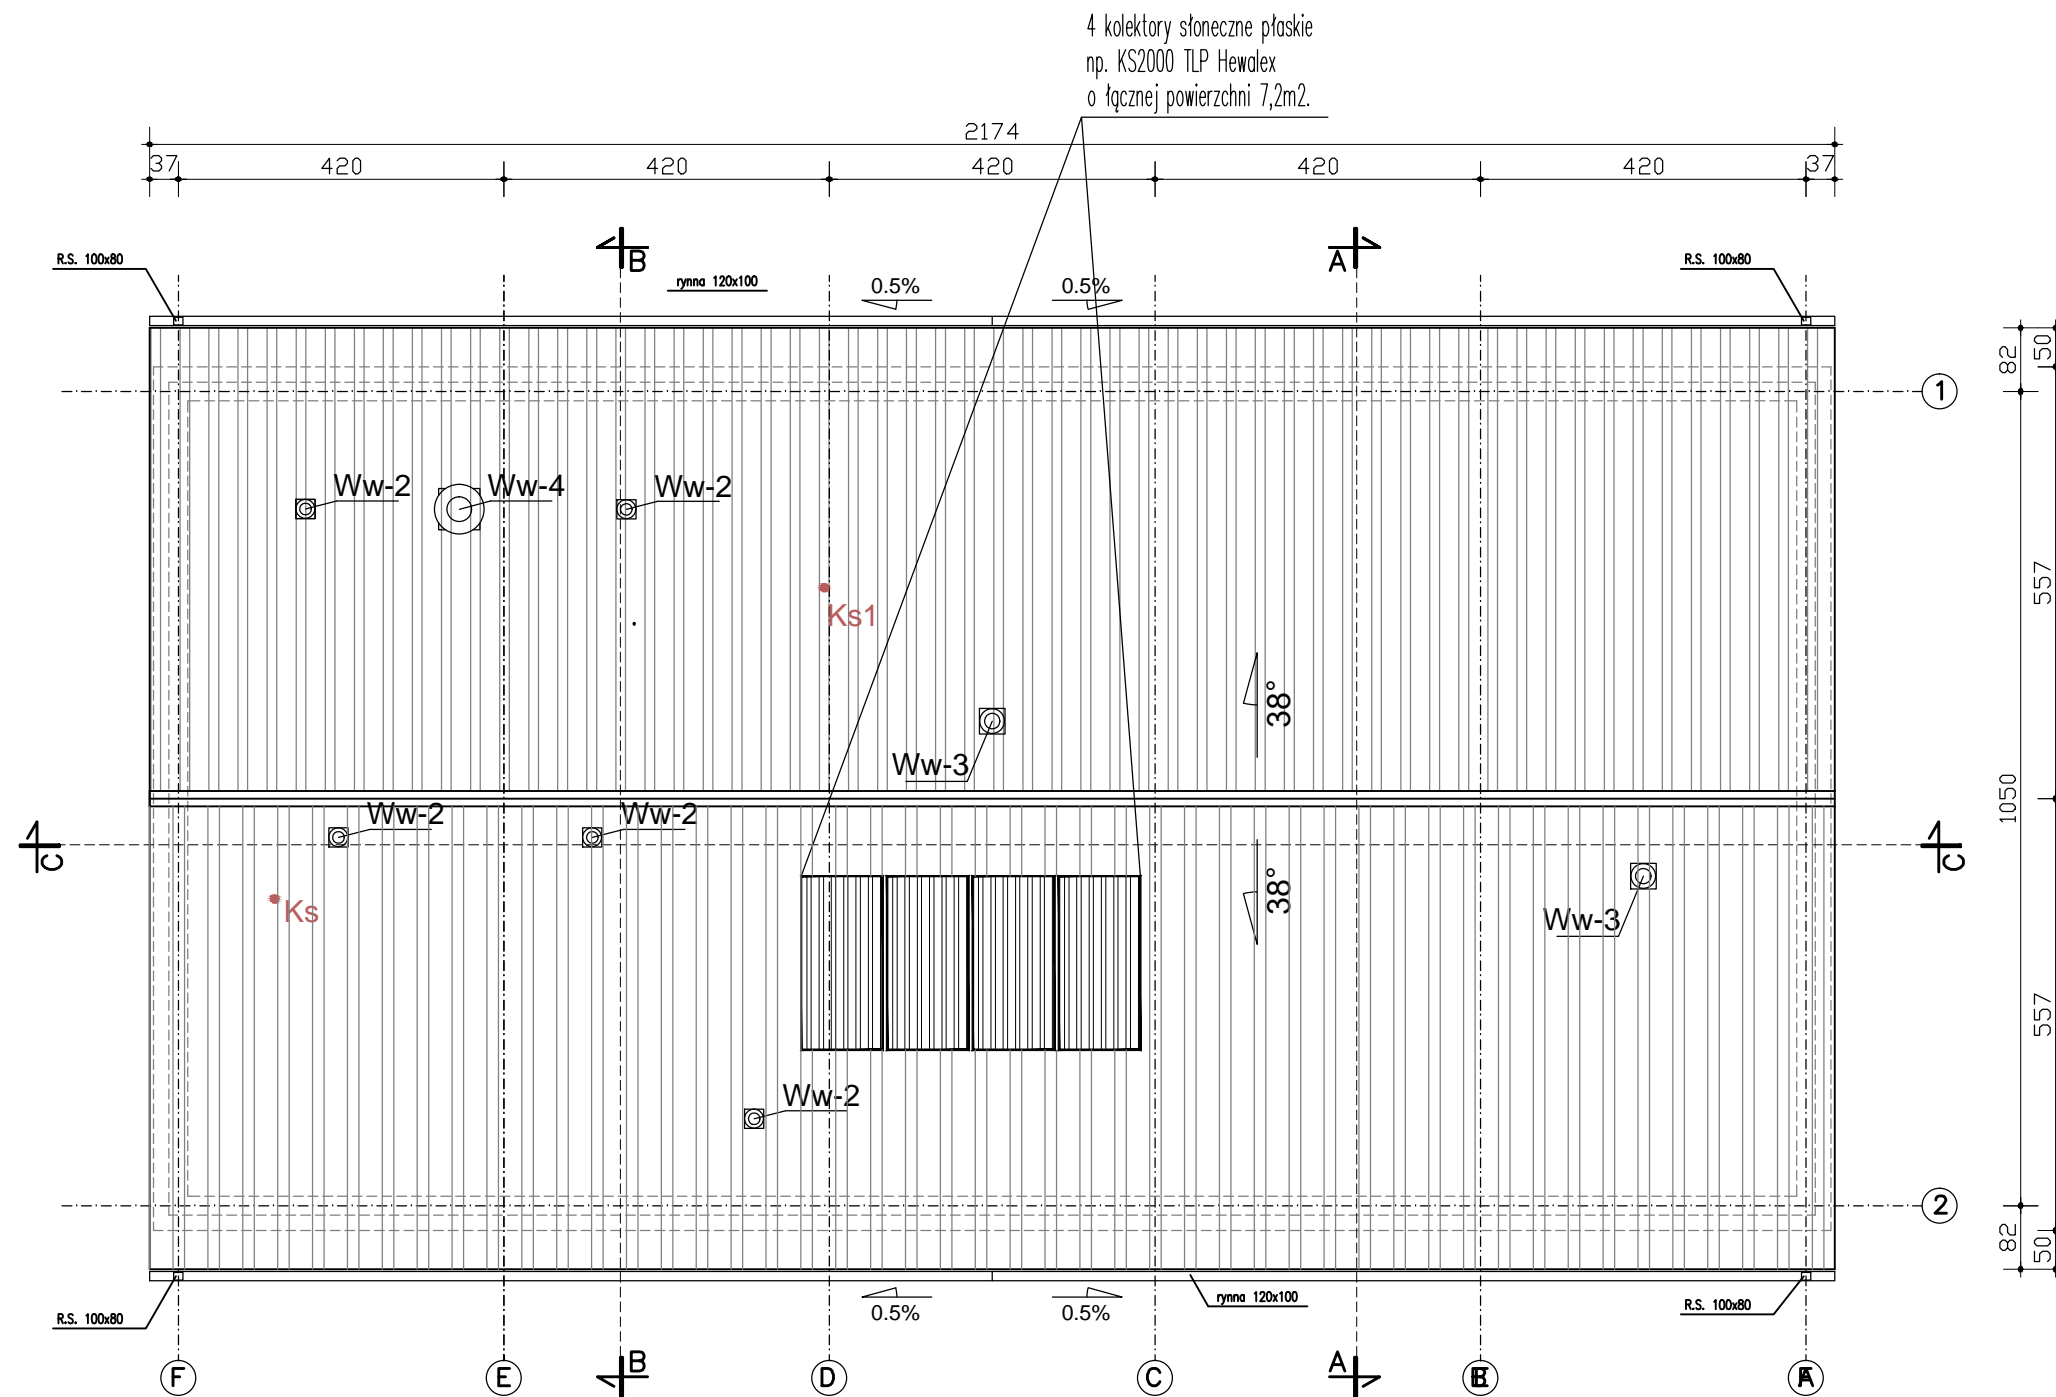 4 kolektory słoneczne płaskie
np. KS2000 TLP Hewalex
o łącznej powierzchni 7,2m2.
2174
37 420 420 420 420 420 37
B A
R.S. 100x80 rynna 120x100 0.5% 0.5% R.S. 100x80
82 50
1
Ww-2 Ww-4 Ww-2
Ks1
557
38°
Ww-3
1050
Ww-2 Ww-2
C C
38°
Ks
Ww-3
557
Ww-2
2
82 50
R.S. 100x80 0.5% 0.5% rynna 120x100 R.S. 100x80
B A
F E D C